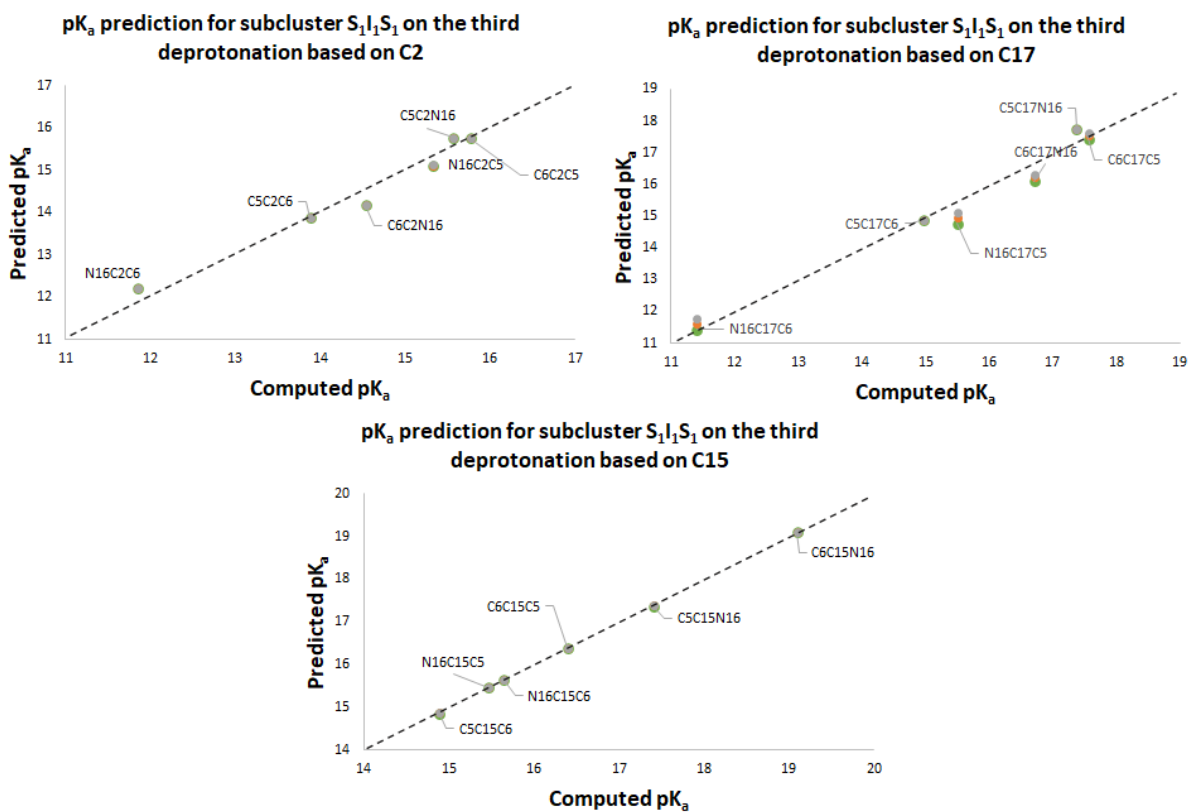 pKₐ prediction for subcluster S₁I₁S₁ on the third
deprotonation based on C2
17
16
15
14
13
12
11
11
12
13
14
15
16
17
Predicted pKₐ
Computed pKₐ
C5C2N16
N16C2C5
C6C2C5
C5C2C6
C6C2N16
N16C2C6
pKₐ prediction for subcluster S₁I₁S₁ on the third
deprotonation based on C17
19
18
17
16
15
14
13
12
11
11
12
13
14
15
16
17
18
19
Predicted pKₐ
Computed pKₐ
C5C17N16
C6C17N16
C6C17C5
C5C17C6
N16C17C5
N16C17C6
pKₐ prediction for subcluster S₁I₁S₁ on the third
deprotonation based on C15
20
19
18
17
16
15
14
14
15
16
17
18
19
20
Predicted pKₐ
Computed pKₐ
C6C15N16
C6C15C5
C5C15N16
N16C15C5
N16C15C6
C5C15C6